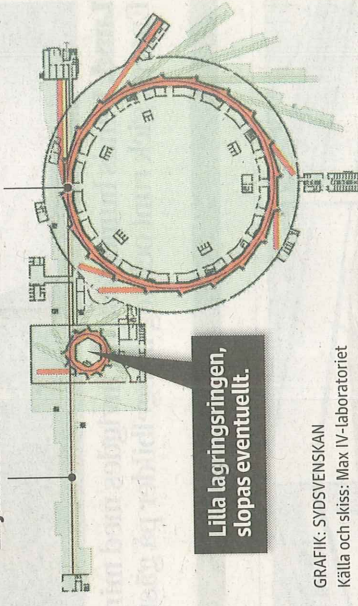 Lilla lagringsringen,
slopas eventuellt.
GRAFIK: SYDSVENSKAN
Källa och skiss: Max IV-laboratoriet